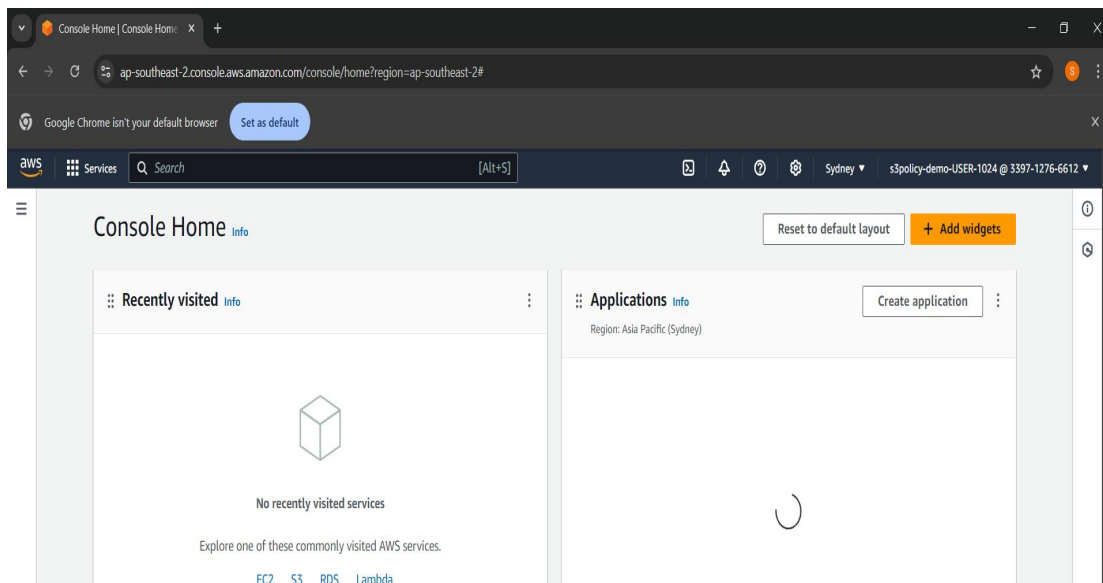 Console Home | Console Home
ap-southeast-2.console.aws.amazon.com/console/home?region=ap-southeast-2#
S
Google Chrome isn't your default browser
Set as default
aws
Services
Search
[Alt+S]
Sydney
s3policy-demo-USER-1024 @ 3397-1276-6612
Console Home Info
Reset to default layout
+ Add widgets
Recently visited Info
Applications Info
Region: Asia Pacific (Sydney)
Create application
No recently visited services
Explore one of these commonly visited AWS services.
EC2 S3 RDS Lambda